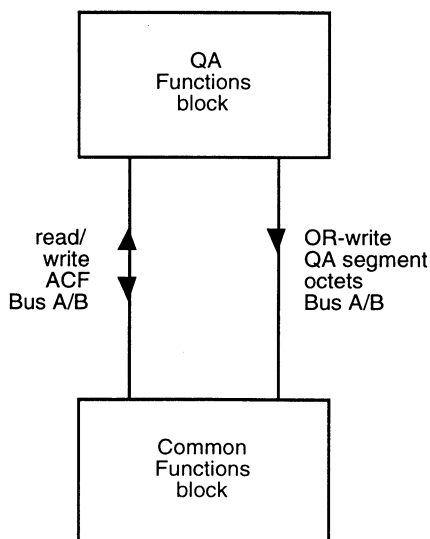 QA
Functions
block
read/
write
ACF
Bus A/B
OR-write
QA segment
octets
Bus A/B
Common
Functions
block